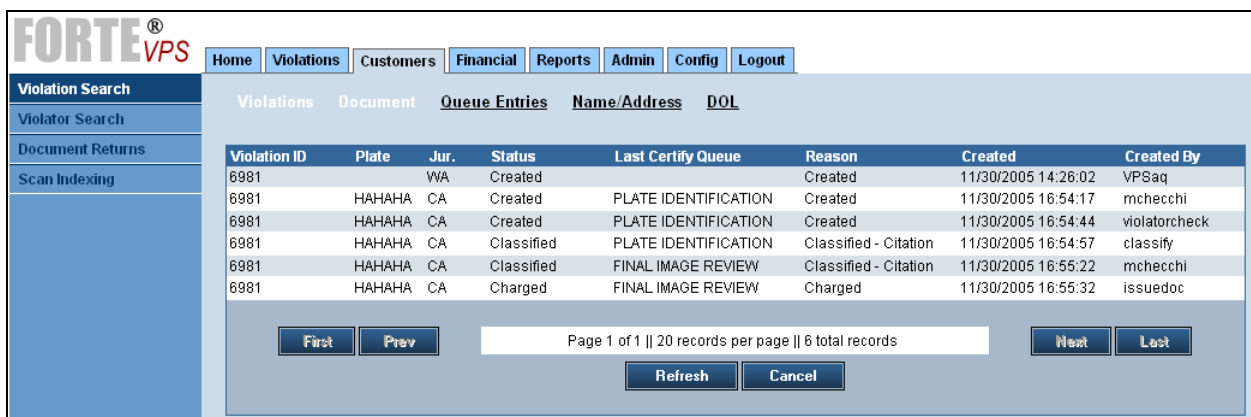 FORTE® VPS
Home Violations Customers Financial Reports Admin Config Logout
Violation Search
Violator Search
Document Returns
Scan Indexing
Violations Document Queue Entries Name/Address DOL
Violation ID Plate Jur. Status Last Certify Queue Reason Created Created By
6981 WA Created Created 11/30/2005 14:26:02 VPSaq
6981 HAHAHA CA Created PLATE IDENTIFICATION Created 11/30/2005 16:54:17 mchecchi
6981 HAHAHA CA Created PLATE IDENTIFICATION Created 11/30/2005 16:54:44 violatorcheck
6981 HAHAHA CA Classified PLATE IDENTIFICATION Classified - Citation 11/30/2005 16:54:57 classify
6981 HAHAHA CA Classified FINAL IMAGE REVIEW Classified - Citation 11/30/2005 16:55:22 mchecchi
6981 HAHAHA CA Charged FINAL IMAGE REVIEW Charged 11/30/2005 16:55:32 issuedoc
First Prev Page 1 of 1 || 20 records per page || 6 total records Next Last
Refresh Cancel